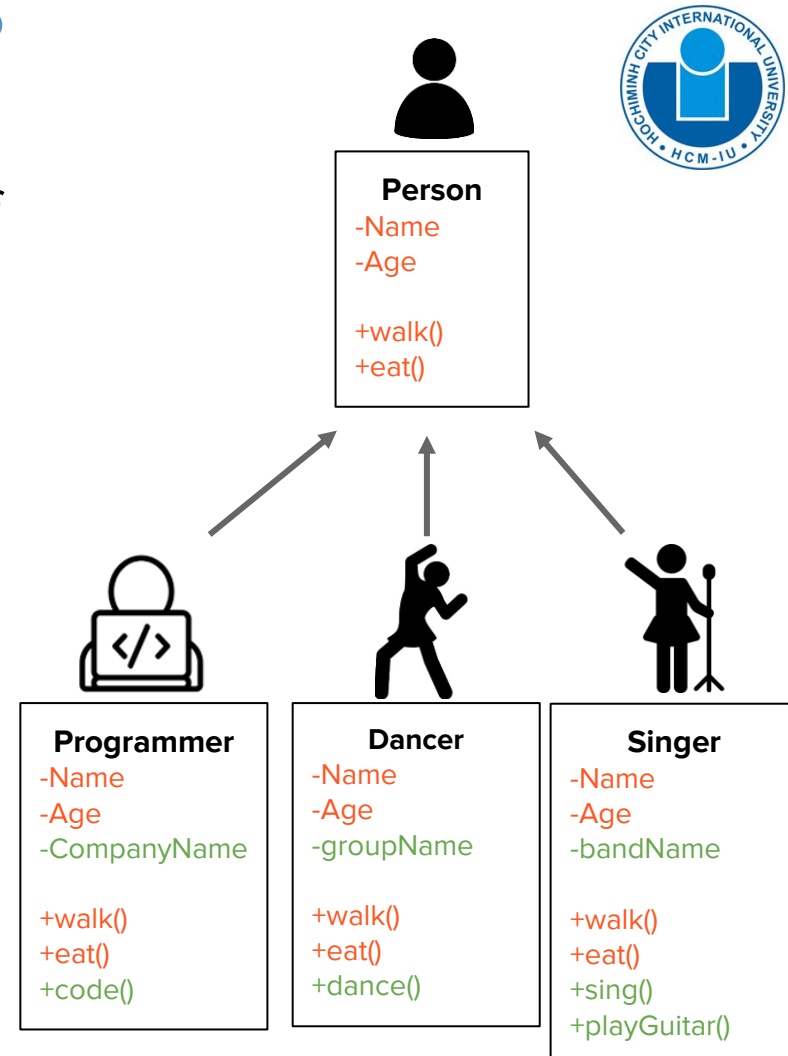 HOCHIMINH CITY INTERNATIONAL UNIVERSITY
• HCM-IU •
Person
-Name
-Age
+walk()
+eat()
</>
Programmer
-Name
-Age
-CompanyName
+walk()
+eat()
+code()
Dancer
-Name
-Age
-groupName
+walk()
+eat()
+dance()
Singer
-Name
-Age
-bandName
+walk()
+eat()
+sing()
+playGuitar()